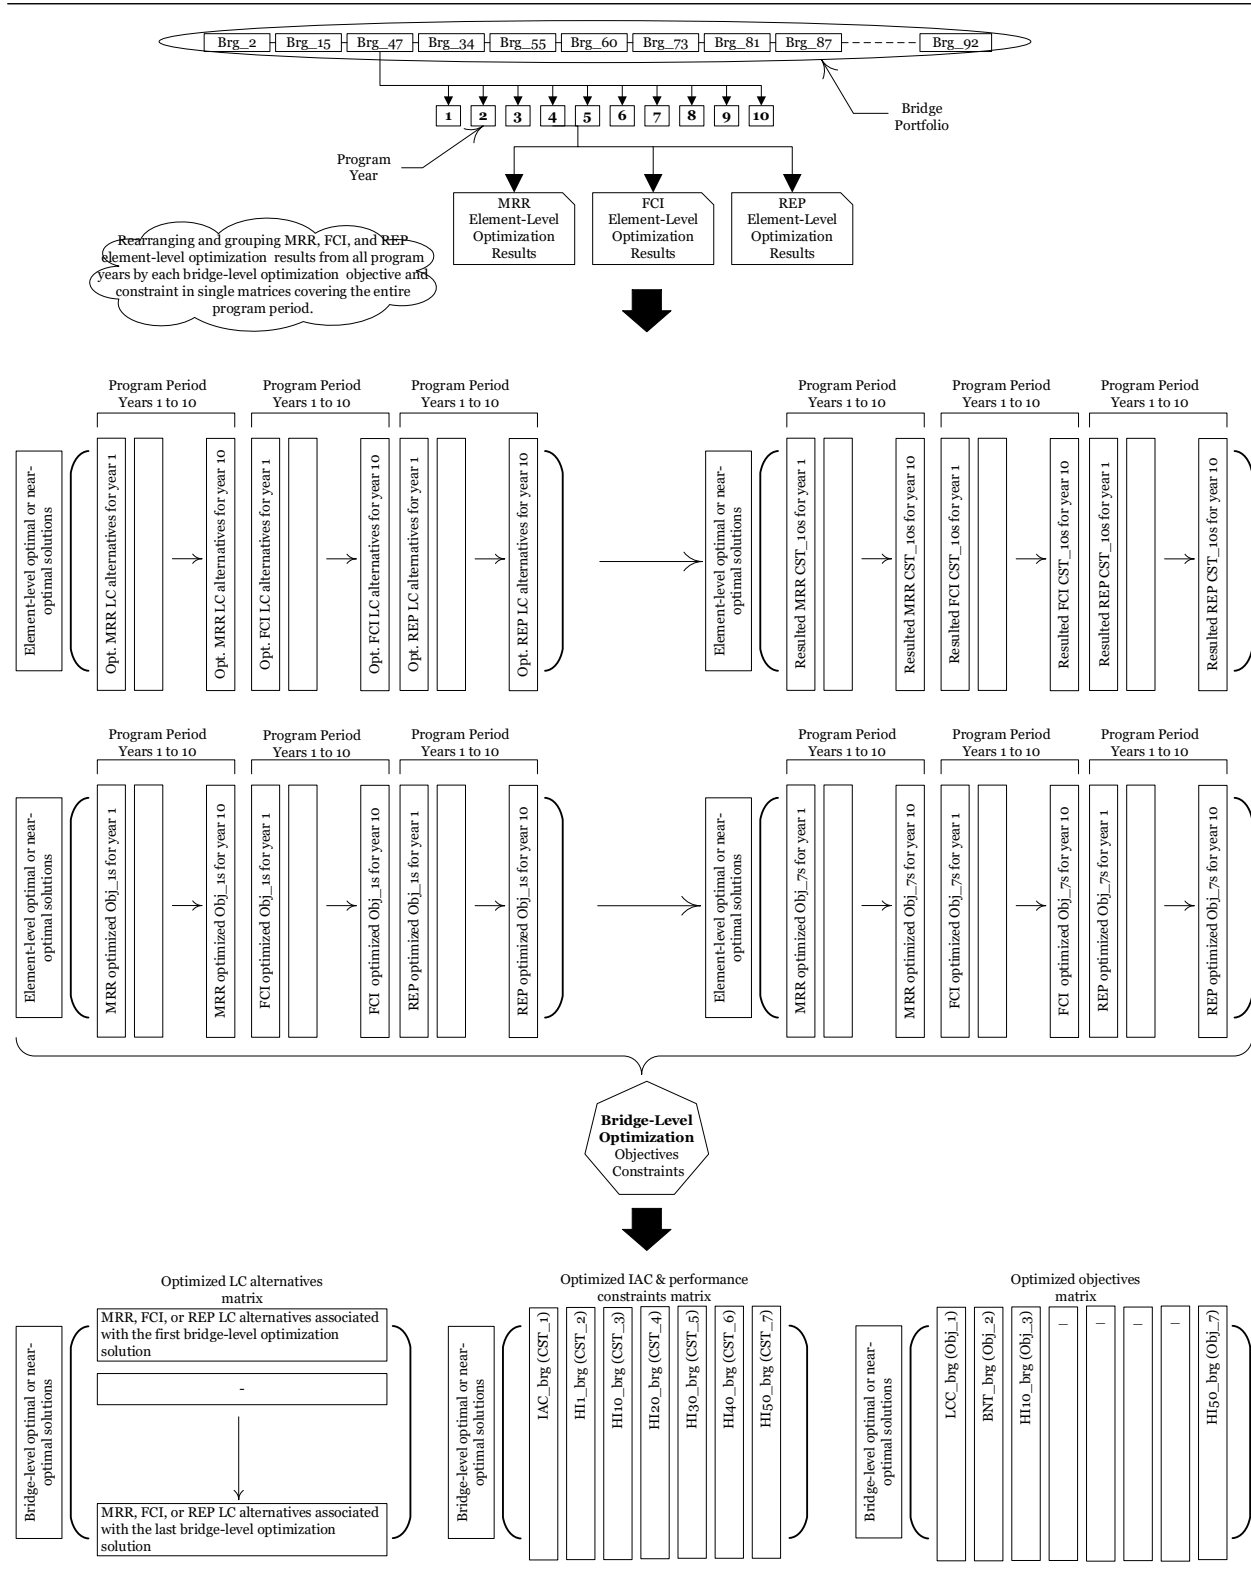 Brg_2 Brg_15 Brg_47 Brg_34 Brg_55 Brg_60 Brg_73 Brg_81 Brg_87 Brg_92
1 2 3 4 5 6 7 8 9 10
Bridge
Portfolio
Program
Year
MRR
Element-Level
Optimization
Results
FCI
Element-Level
Optimization
Results
REP
Element-Level
Optimization
Results
Rearranging and grouping MRR, FCI, and REP
element-level optimization results from all program
years by each bridge-level optimization objective and
constraint in single matrices covering the entire
program period.
Program Period
Years 1 to 10
Program Period
Years 1 to 10
Program Period
Years 1 to 10
Element-level optimal or near-
optimal solutions
Opt. MRR LC alternatives for year 1
Opt. MRR LC alternatives for year 10
Opt. FCI LC alternatives for year 1
Opt. FCI LC alternatives for year 10
Opt. REP LC alternatives for year 1
Opt. REP LC alternatives for year 10
Program Period
Years 1 to 10
Program Period
Years 1 to 10
Program Period
Years 1 to 10
Element-level optimal or near-
optimal solutions
Resulted MRR CST_10s for year 1
Resulted MRR CST_10s for year 10
Resulted FCI CST_10s for year 1
Resulted FCI CST_10s for year 10
Resulted REP CST_10s for year 1
Resulted REP CST_10s for year 10
Program Period
Years 1 to 10
Program Period
Years 1 to 10
Program Period
Years 1 to 10
Element-level optimal or near-
optimal solutions
MRR optimized Obj_1s for year 1
MRR optimized Obj_1s for year 10
FCI optimized Obj_1s for year 1
FCI optimized Obj_1s for year 10
REP optimized Obj_1s for year 1
REP optimized Obj_1s for year 10
Program Period
Years 1 to 10
Program Period
Years 1 to 10
Program Period
Years 1 to 10
Element-level optimal or near-
optimal solutions
MRR optimized Obj_7s for year 1
MRR optimized Obj_7s for year 10
FCI optimized Obj_7s for year 1
FCI optimized Obj_7s for year 10
REP optimized Obj_7s for year 1
REP optimized Obj_7s for year 10
Bridge-Level
Optimization
Objectives
Constraints
Optimized LC alternatives
matrix
Bridge-level optimal or near-
optimal solutions
MRR, FCI, or REP LC alternatives associated
with the first bridge-level optimization
solution
-
MRR, FCI, or REP LC alternatives associated
with the last bridge-level optimization
solution
Optimized IAC & performance
constraints matrix
Bridge-level optimal or near-
optimal solutions
IAC_brg (CST_1)
HI1_brg (CST_2)
HI10_brg (CST_3)
HI20_brg (CST_4)
HI30_brg (CST_5)
HI40_brg (CST_6)
HI50_brg (CST_7)
Optimized objectives
matrix
Bridge-level optimal or near-
optimal solutions
LCC_brg (Obj_1)
BNT_brg (Obj_2)
HI10_brg (Obj_3)
–
–
–
–
HI50_brg (Obj_7)